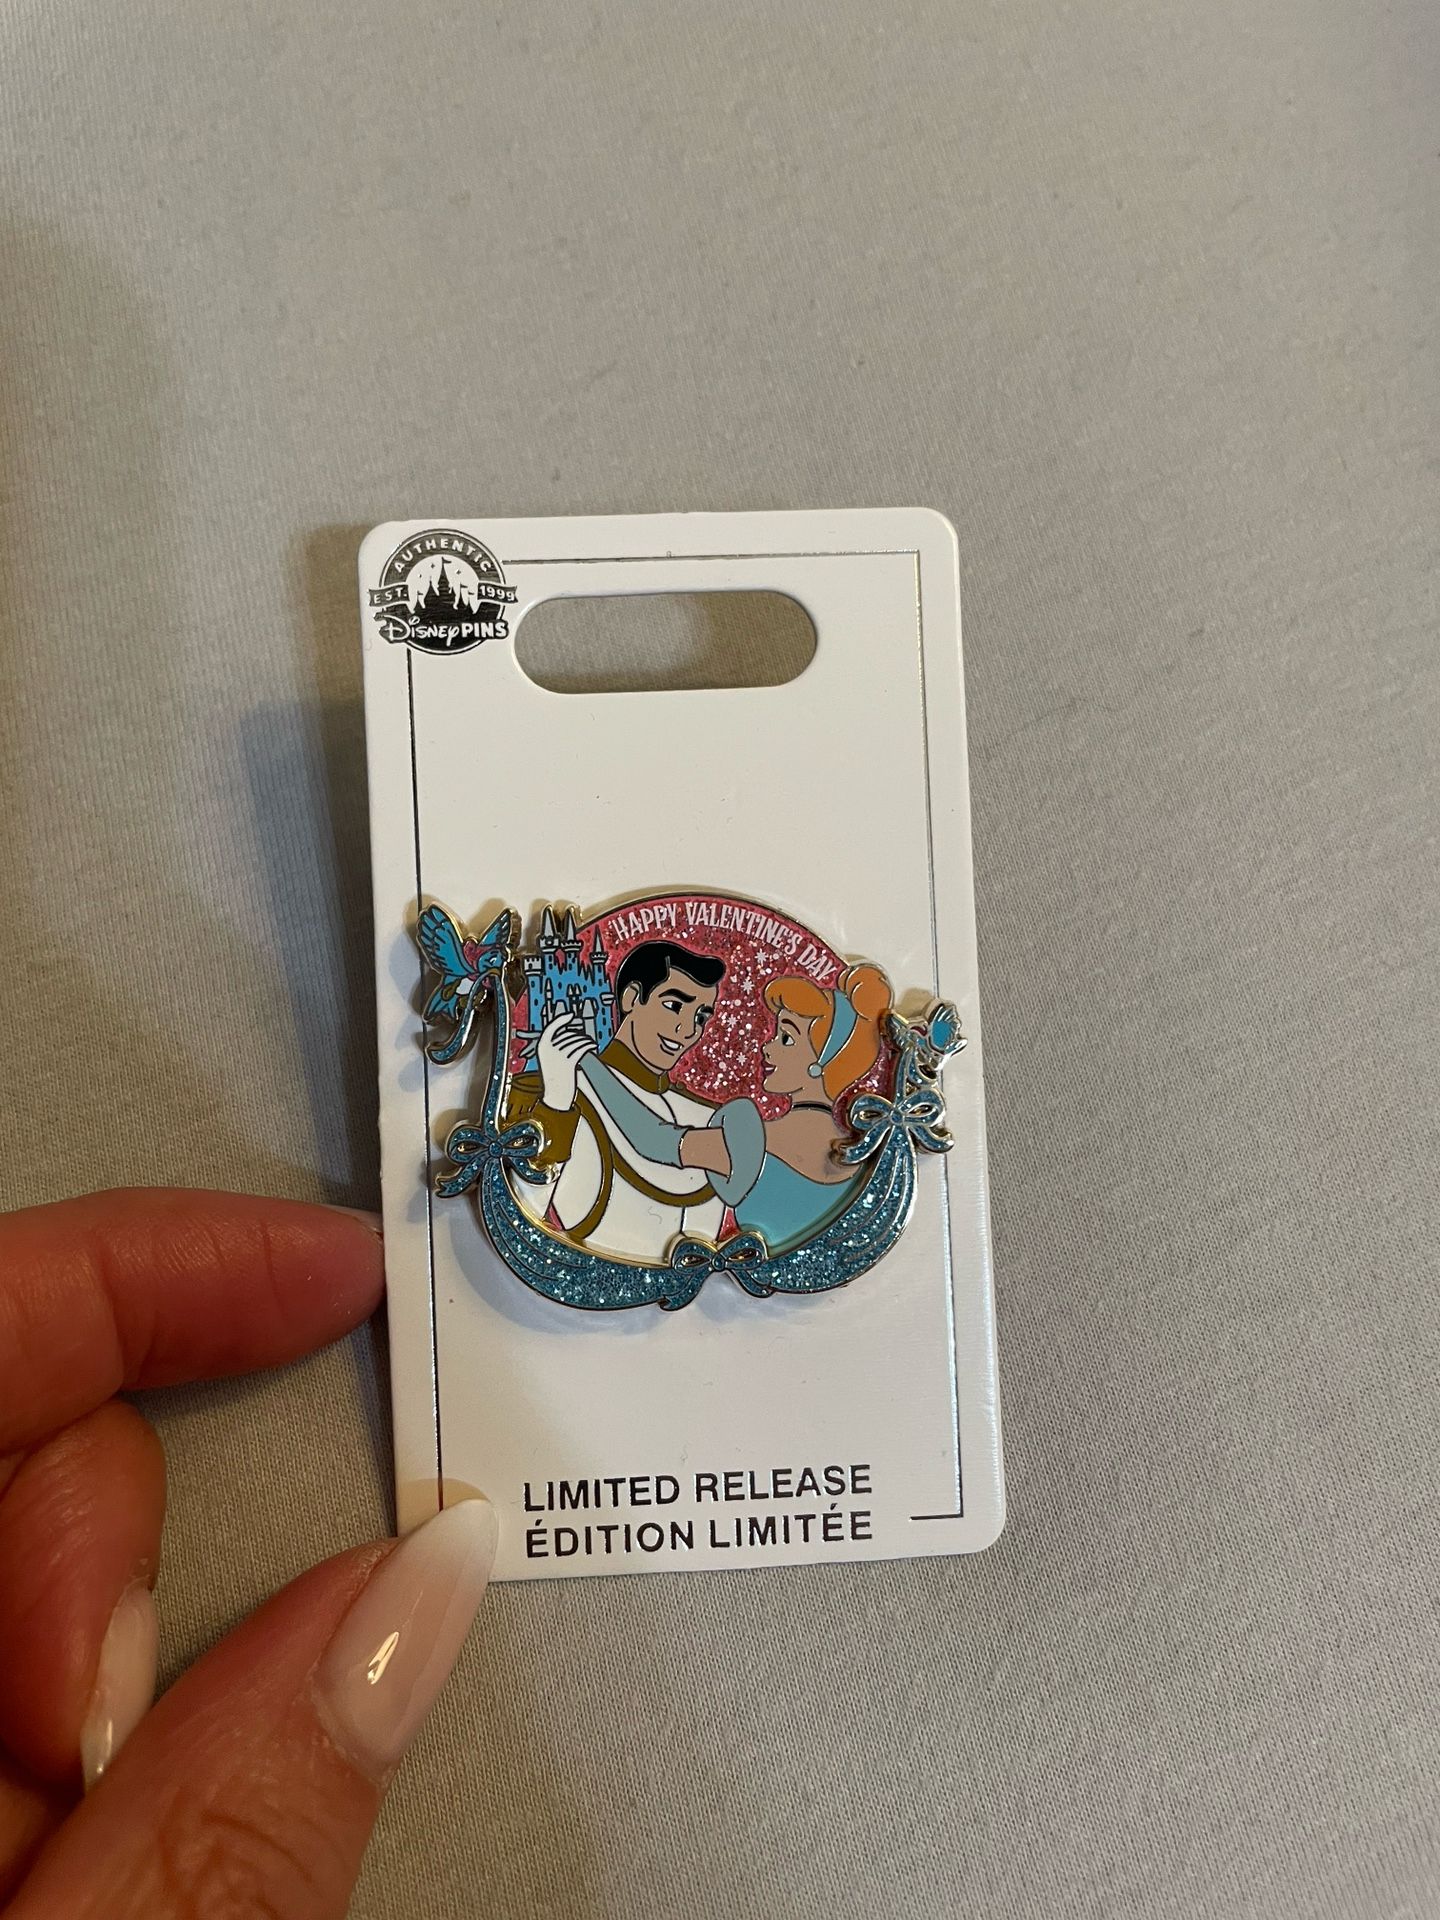 AUTHENTIC
EST. 1999
Disney PINS
HAPPY VALENTINE'S DAY
LIMITED RELEASE
ÉDITION LIMITÉE